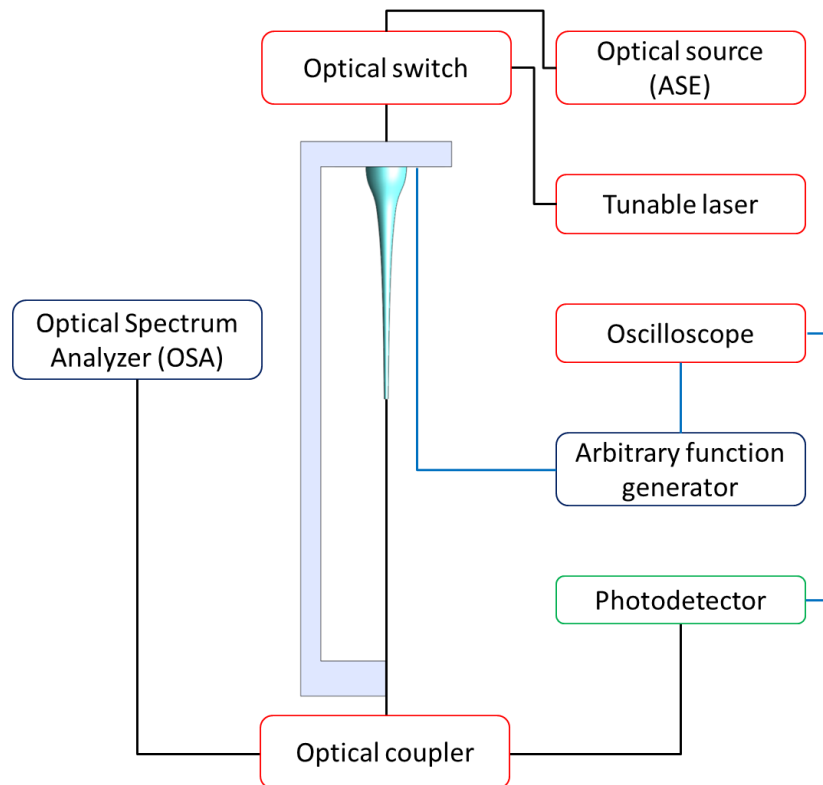 Optical switch
Optical source
(ASE)
Tunable laser
Optical Spectrum
Analyzer (OSA)
Oscilloscope
Arbitrary function
generator
Photodetector
Optical coupler